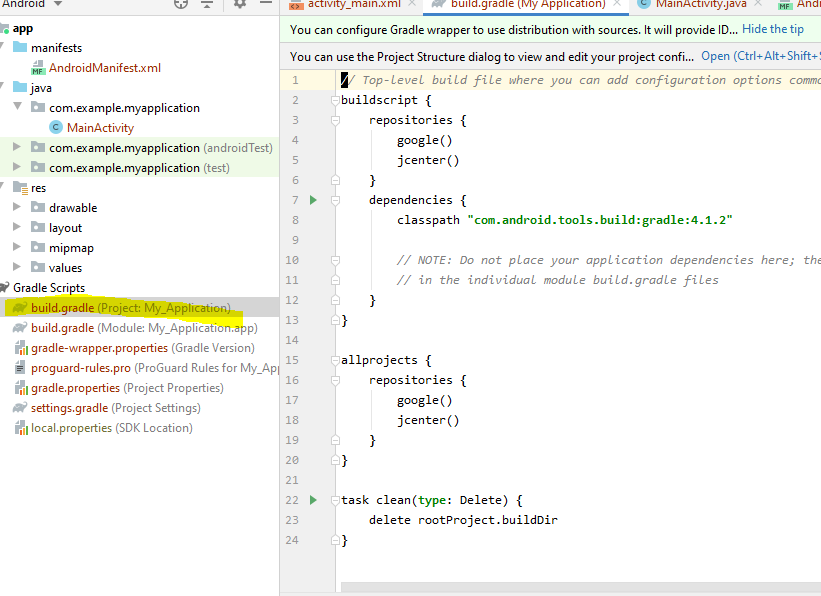 Android
app
manifests
AndroidManifest.xml
java
com.example.myapplication
MainActivity
com.example.myapplication (androidTest)
com.example.myapplication (test)
res
drawable
layout
mipmap
values
Gradle Scripts
build.gradle (Project: My_Application)
build.gradle (Module: My_Application.app)
gradle-wrapper.properties (Gradle Version)
proguard-rules.pro (ProGuard Rules for My_App
gradle.properties (Project Properties)
settings.gradle (Project Settings)
local.properties (SDK Location)
activity_main.xml build.gradle (My Application) MainActivity.java
You can configure Gradle wrapper to use distribution with sources. It will provide ID... Hide the tip
You can use the Project Structure dialog to view and edit your project confi... Open (Ctrl+Alt+Shift+S
1 // Top-level build file where you can add configuration options commo
2 buildscript {
3 repositories {
4 google()
5 jcenter()
6 }
7 dependencies {
8 classpath "com.android.tools.build:gradle:4.1.2"
9
10 // NOTE: Do not place your application dependencies here; the
11 // in the individual module build.gradle files
12 }
13 }
14
15 allprojects {
16 repositories {
17 google()
18 jcenter()
19 }
20 }
21
22 task clean(type: Delete) {
23 delete rootProject.buildDir
24 }